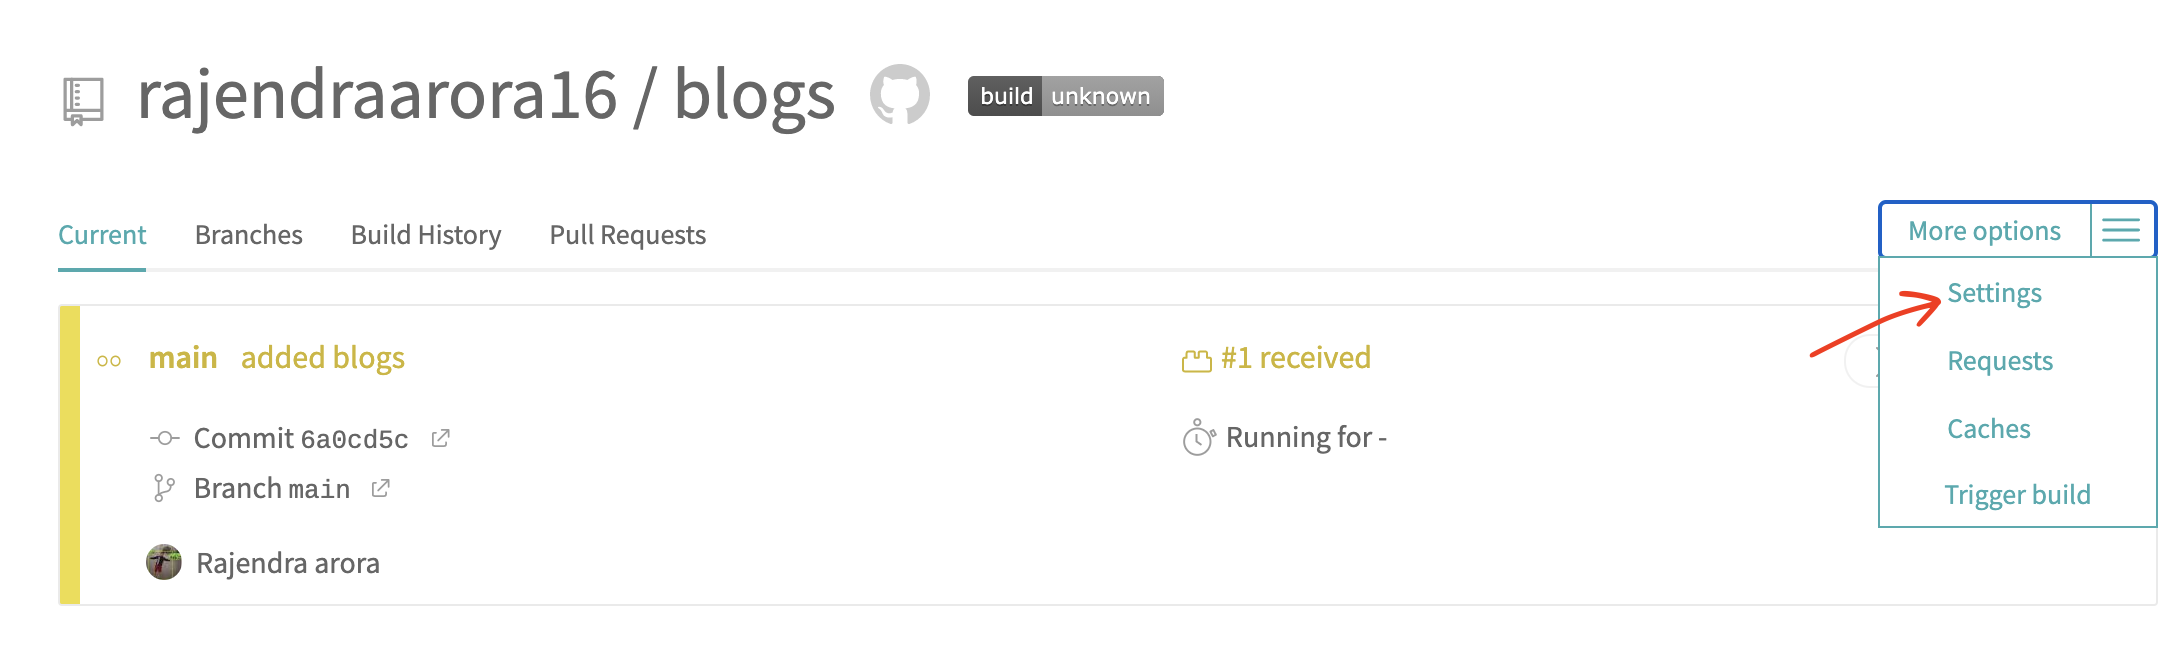 rajendraarora16 / blogs
build unknown
Current Branches Build History Pull Requests
More options
Settings
Requests
Caches
Trigger build
main added blogs
#1 received
Commit 6a0cd5c
Running for -
Branch main
Rajendra arora